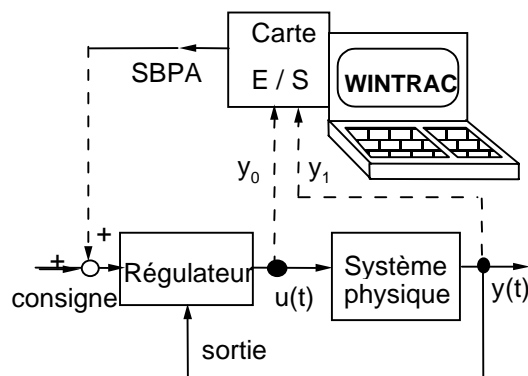 Carte
E / S
WINTRAC
SBPA
y0
y1
+
+
consigne
Régulateur
u(t)
Système
physique
y(t)
sortie